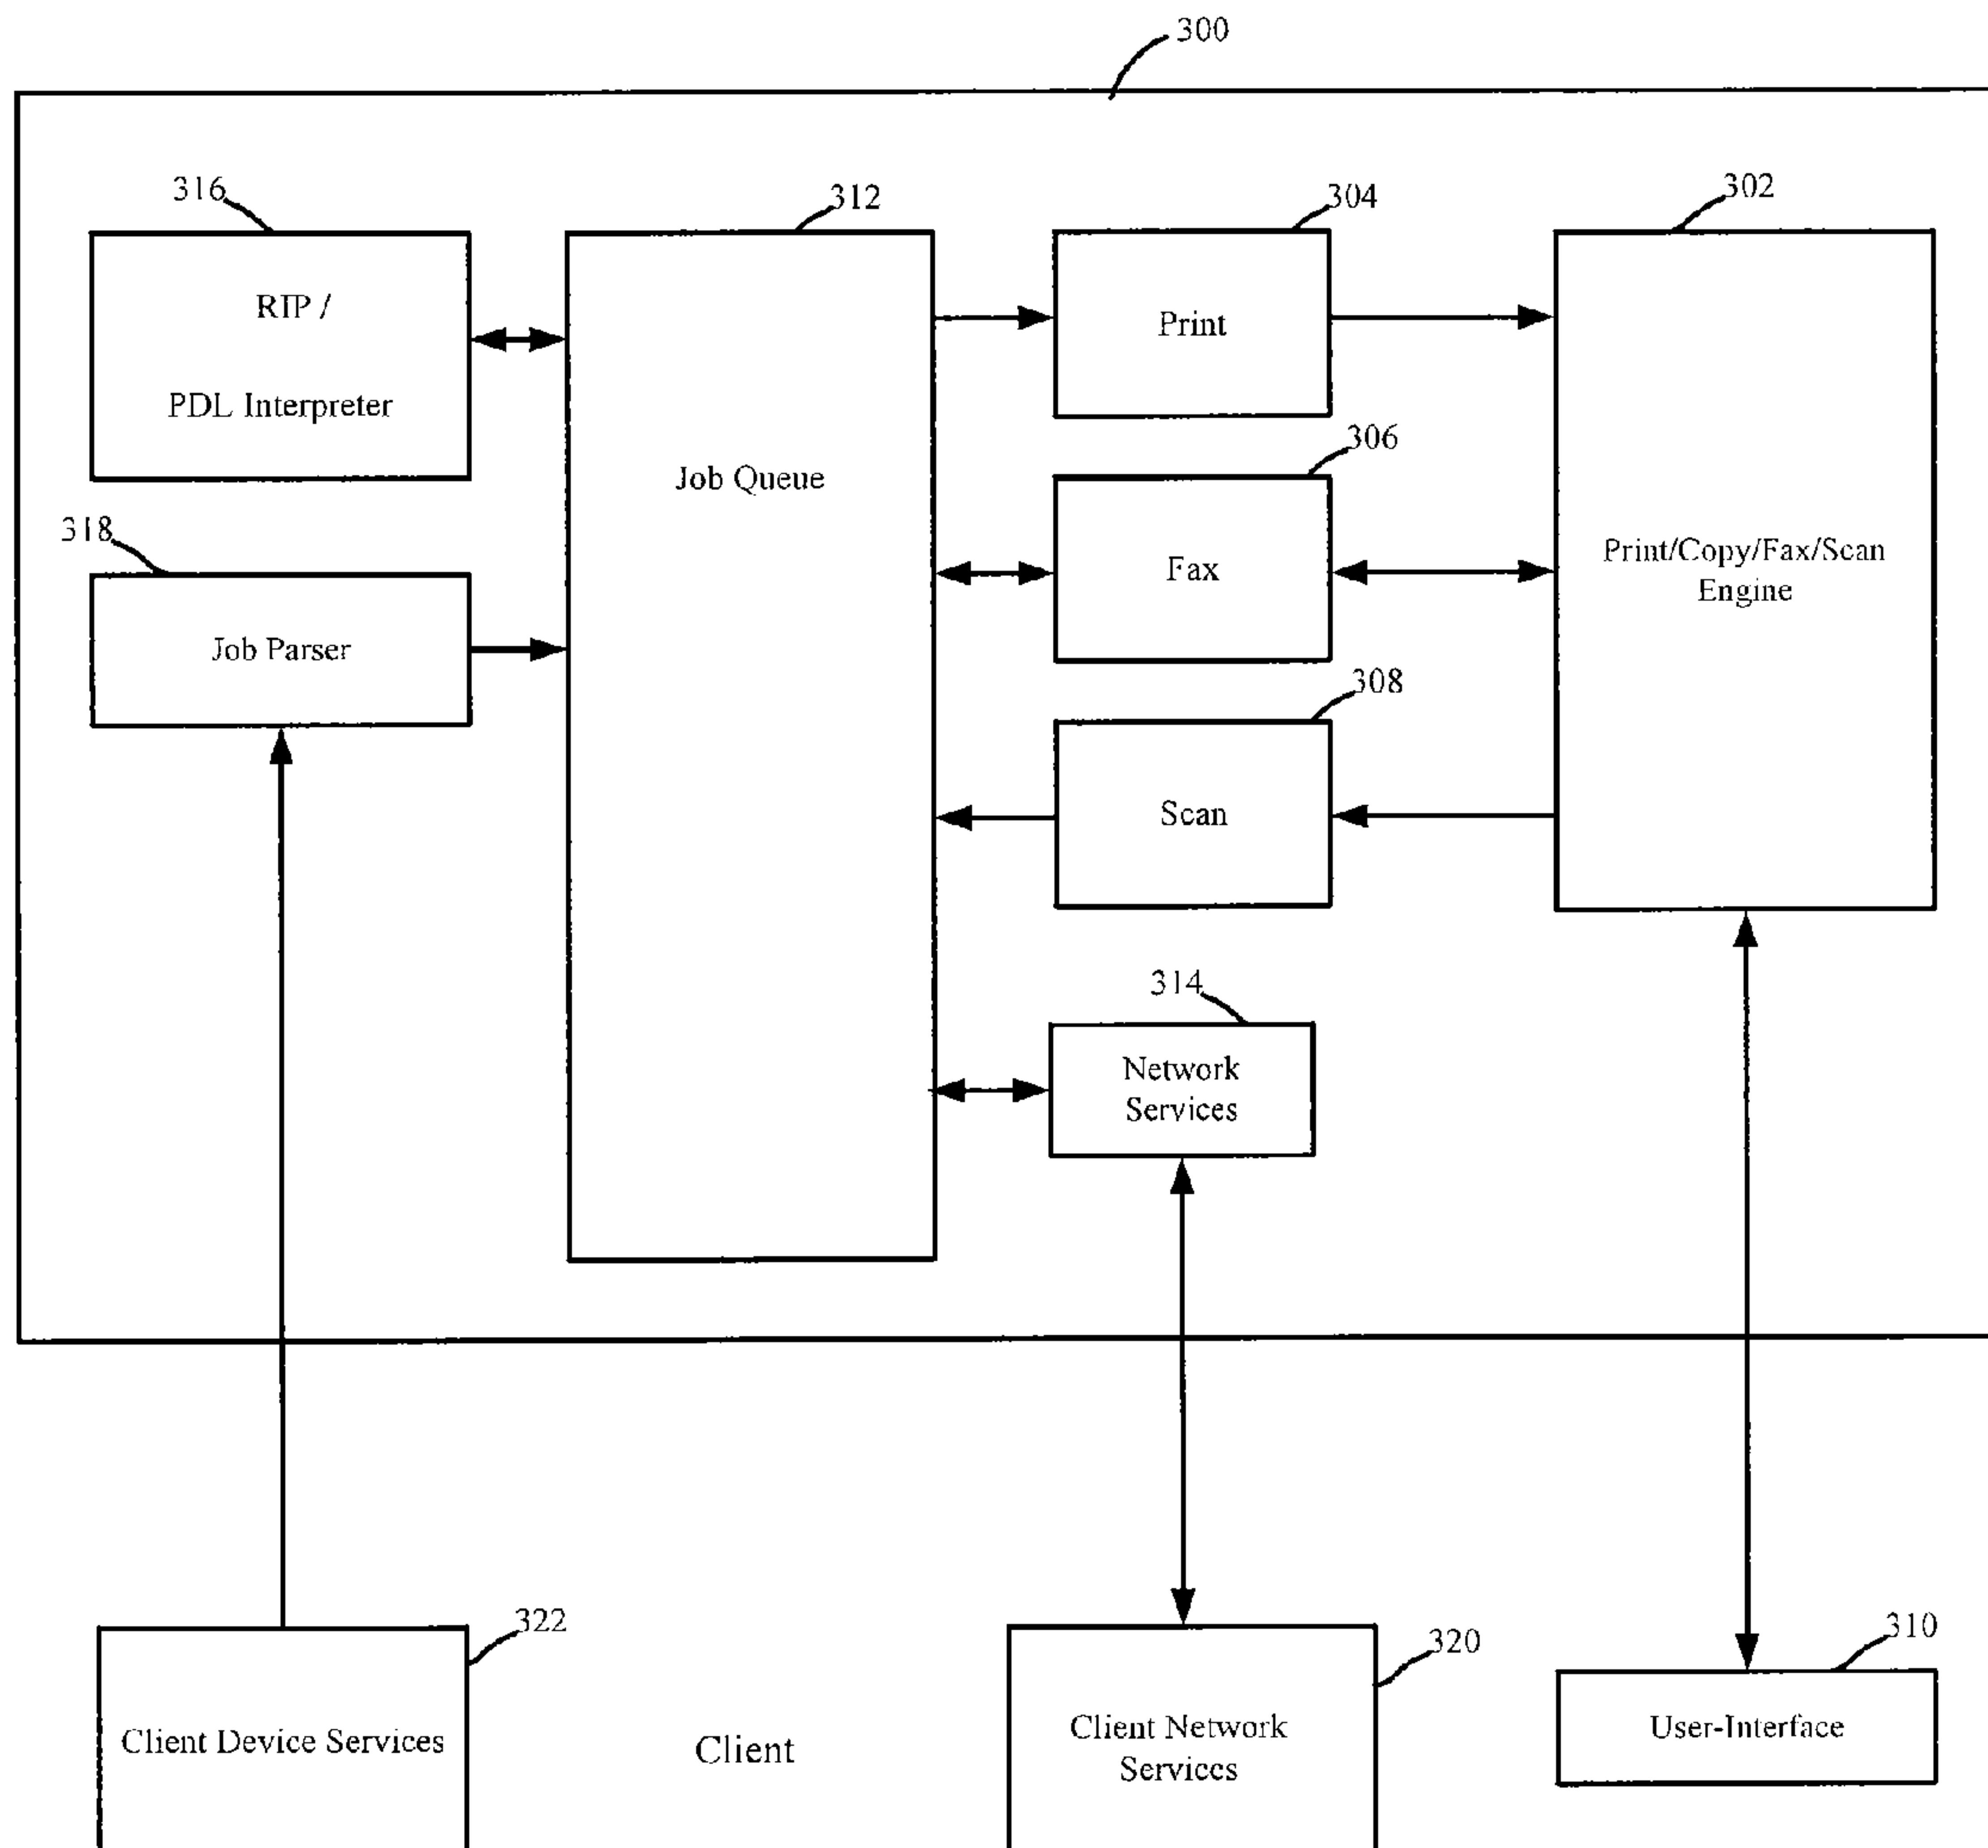 300
316
312
304
302
RIP /
PDL Interpreter
Job Queue
Print
306
Fax
Print/Copy/Fax/Scan
Engine
318
Job Parser
308
Scan
314
Network
Services
322
320
310
Client Device Services
Client
Client Network
Services
User-Interface